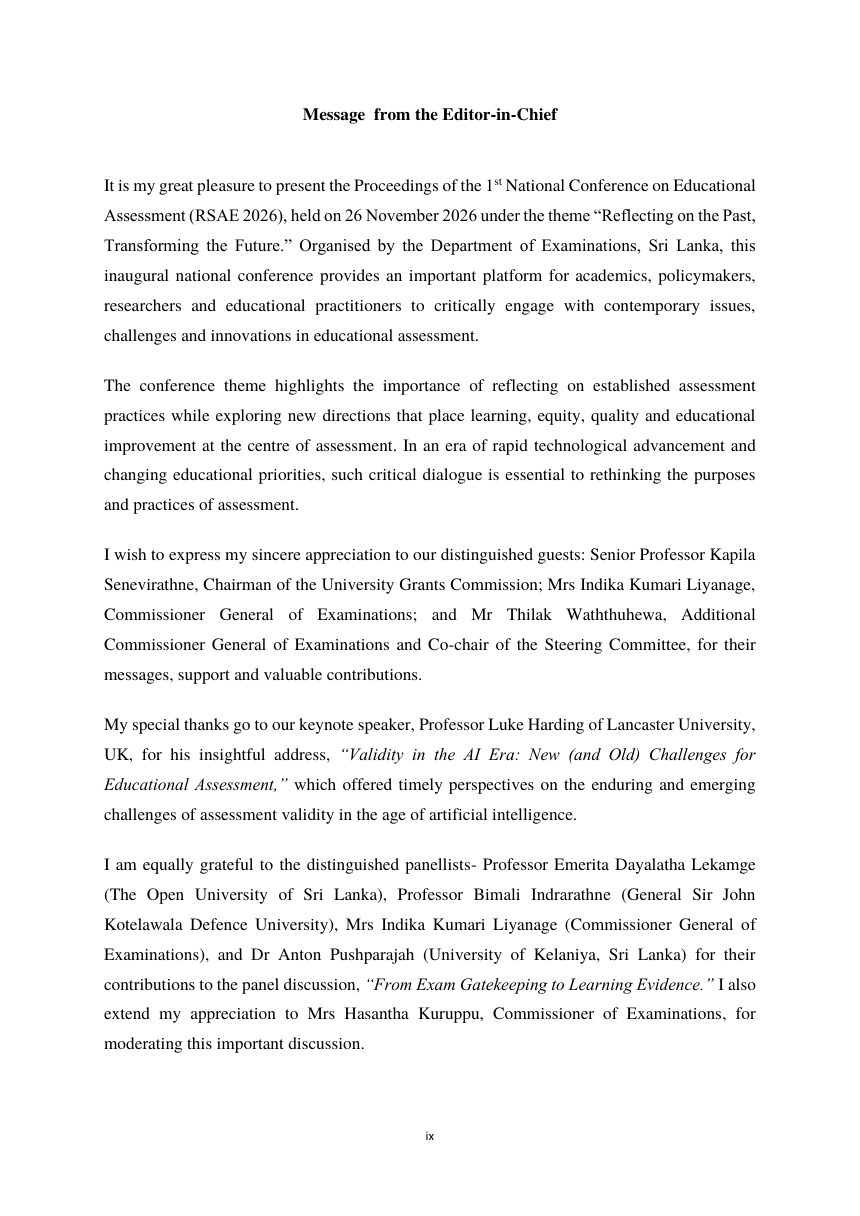 Message from the Editor-in-Chief
It is my great pleasure to present the Proceedings of the 1st National Conference on Educational
Assessment (RSAE 2026), held on 26 November 2026 under the theme “Reflecting on the Past,
Transforming the Future.” Organised by the Department of Examinations, Sri Lanka, this
inaugural national conference provides an important platform for academics, policymakers,
researchers and educational practitioners to critically engage with contemporary issues,
challenges and innovations in educational assessment.
The conference theme highlights the importance of reflecting on established assessment
practices while exploring new directions that place learning, equity, quality and educational
improvement at the centre of assessment. In an era of rapid technological advancement and
changing educational priorities, such critical dialogue is essential to rethinking the purposes
and practices of assessment.
I wish to express my sincere appreciation to our distinguished guests: Senior Professor Kapila
Senevirathne, Chairman of the University Grants Commission; Mrs Indika Kumari Liyanage,
Commissioner General of Examinations; and Mr Thilak Waththuhewa, Additional
Commissioner General of Examinations and Co-chair of the Steering Committee, for their
messages, support and valuable contributions.
My special thanks go to our keynote speaker, Professor Luke Harding of Lancaster University,
UK, for his insightful address, “Validity in the AI Era: New (and Old) Challenges for
Educational Assessment,” which offered timely perspectives on the enduring and emerging
challenges of assessment validity in the age of artificial intelligence.
I am equally grateful to the distinguished panellists- Professor Emerita Dayalatha Lekamge
(The Open University of Sri Lanka), Professor Bimali Indrarathne (General Sir John
Kotelawala Defence University), Mrs Indika Kumari Liyanage (Commissioner General of
Examinations), and Dr Anton Pushparajah (University of Kelaniya, Sri Lanka) for their
contributions to the panel discussion, “From Exam Gatekeeping to Learning Evidence.” I also
extend my appreciation to Mrs Hasantha Kuruppu, Commissioner of Examinations, for
moderating this important discussion.
ix